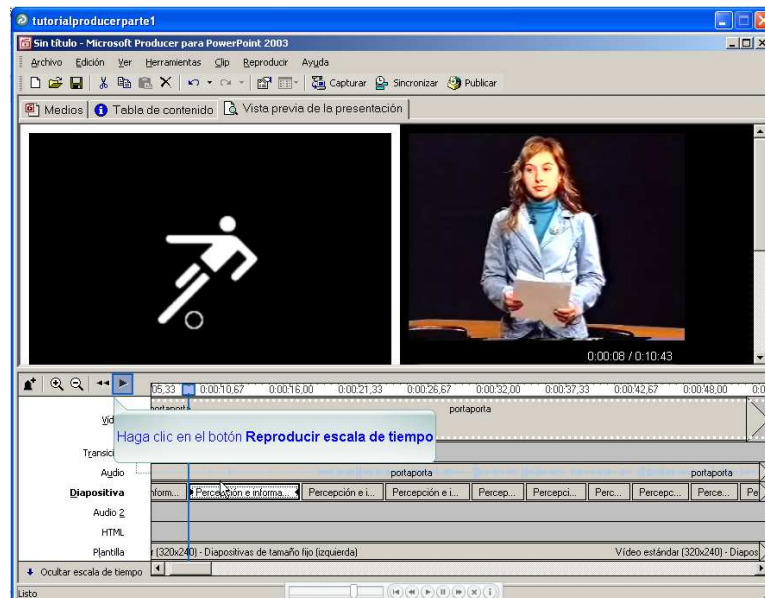 tutorialproducerparte1
Sin título - Microsoft Producer para PowerPoint 2003
Archivo Edición Ver Herramientas Clip Reproducir Ayuda
Capturar Sincronizar Publicar
Medios Tabla de contenido Vista previa de la presentación
0:00:08 / 0:10:43
05,33 0:00:10,67 0:00:16,00 0:00:21,33 0:00:26,67 0:00:32,00 0:00:37,33 0:00:42,67 0:00:48,00 0:0
portaporta portaporta
Haga clic en el botón Reproducir escala de tiempo
Audio portaporta portaporta
Diapositiva nform... Percepción e informa... Percepción e i... Percepción e i... Percep... Percepci... Perc... Percepc... Perce... Pe
Audio 2
HTML
Plantilla r (320x240) - Diapositivas de tamaño fijo (izquierda) Vídeo estándar (320x240) - Diapos
Ocultar escala de tiempo
Listo